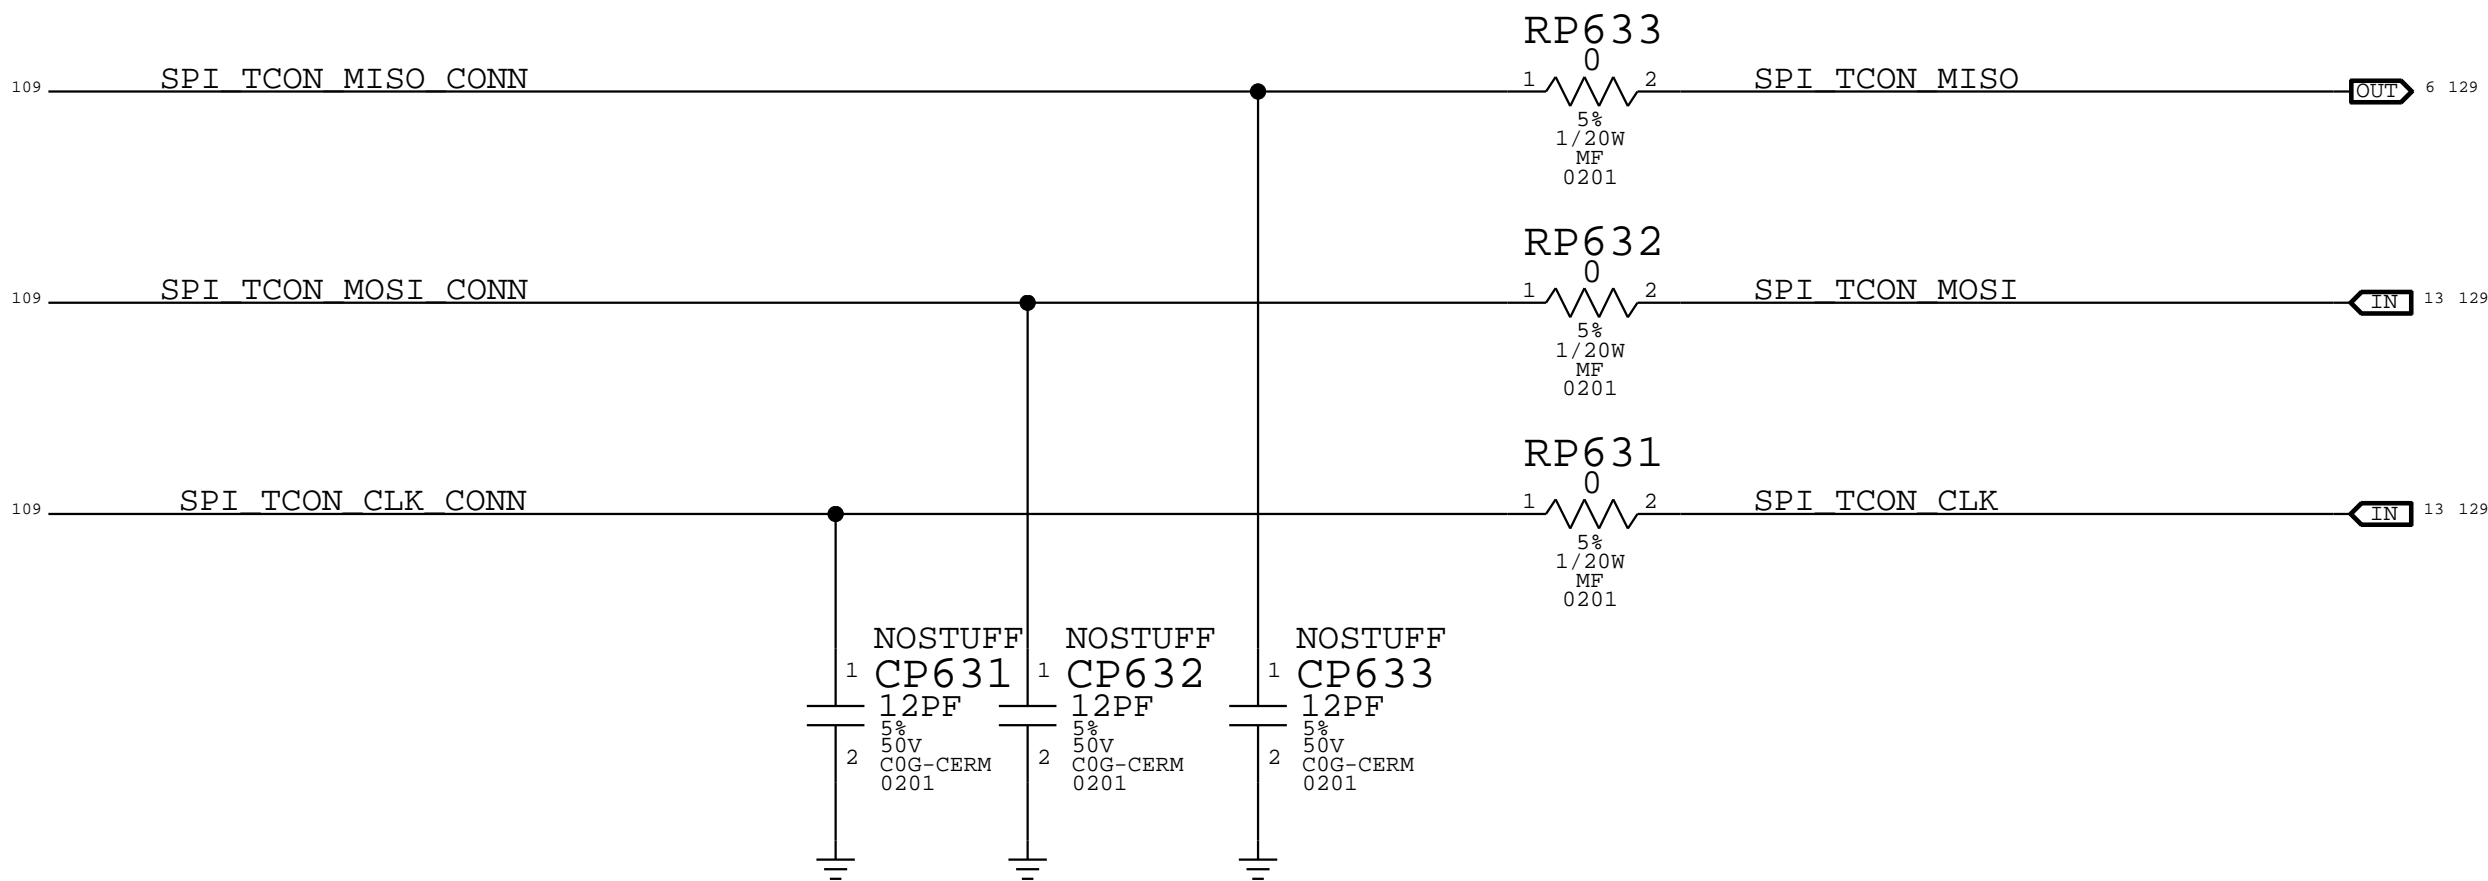 RP633
0
109 SPI_TCON_MISO_CONN 1 2 SPI_TCON_MISO OUT 6 129
5%
1/20W
MF
0201
RP632
0
109 SPI_TCON_MOSI_CONN 1 2 SPI_TCON_MOSI IN 13 129
5%
1/20W
MF
0201
RP631
0
109 SPI_TCON_CLK_CONN 1 2 SPI_TCON_CLK IN 13 129
5%
1/20W
MF
0201
NOSTUFF NOSTUFF NOSTUFF
1 CP631 1 CP632 1 CP633
12PF 12PF 12PF
5% 5% 5%
50V 50V 50V
2 C0G-CERM 2 C0G-CERM 2 C0G-CERM
0201 0201 0201